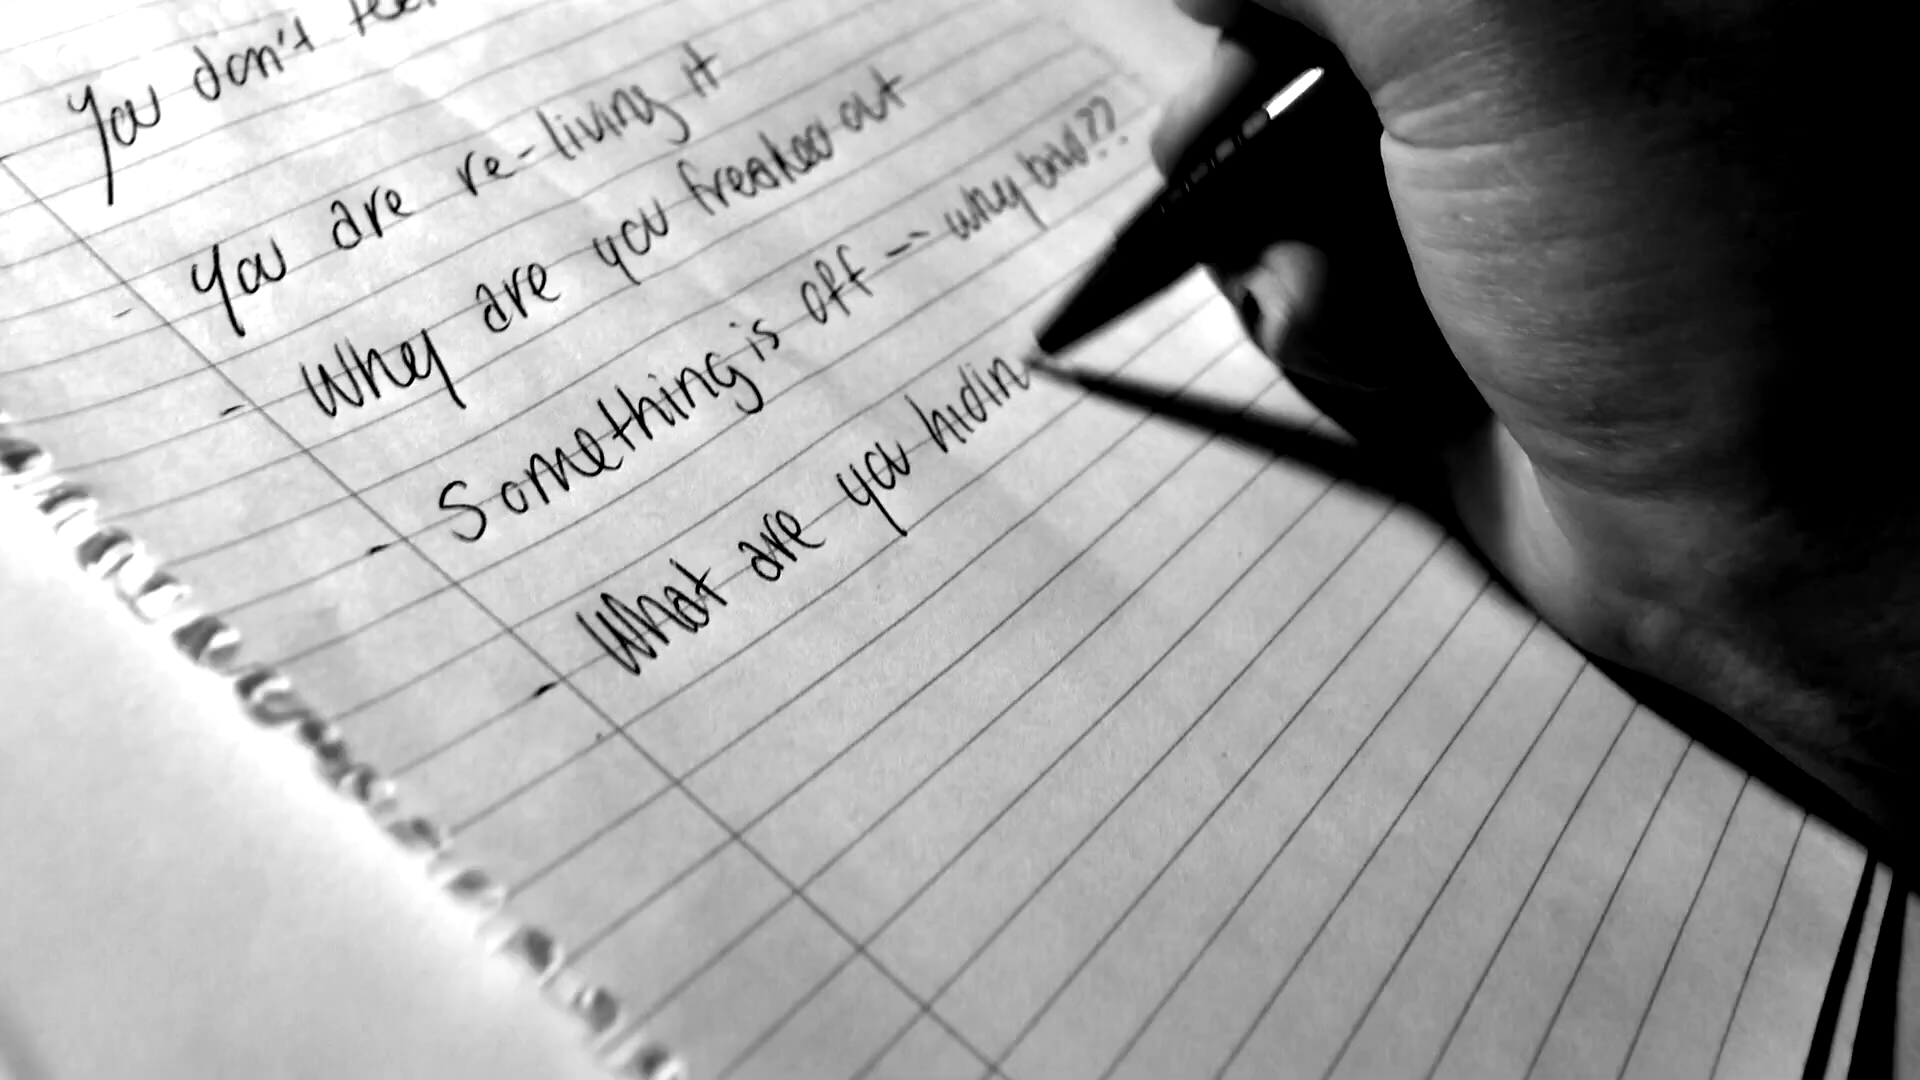 You don't
You are re-living it
Why are you freaked out
Something is off -- why
What are you hidin